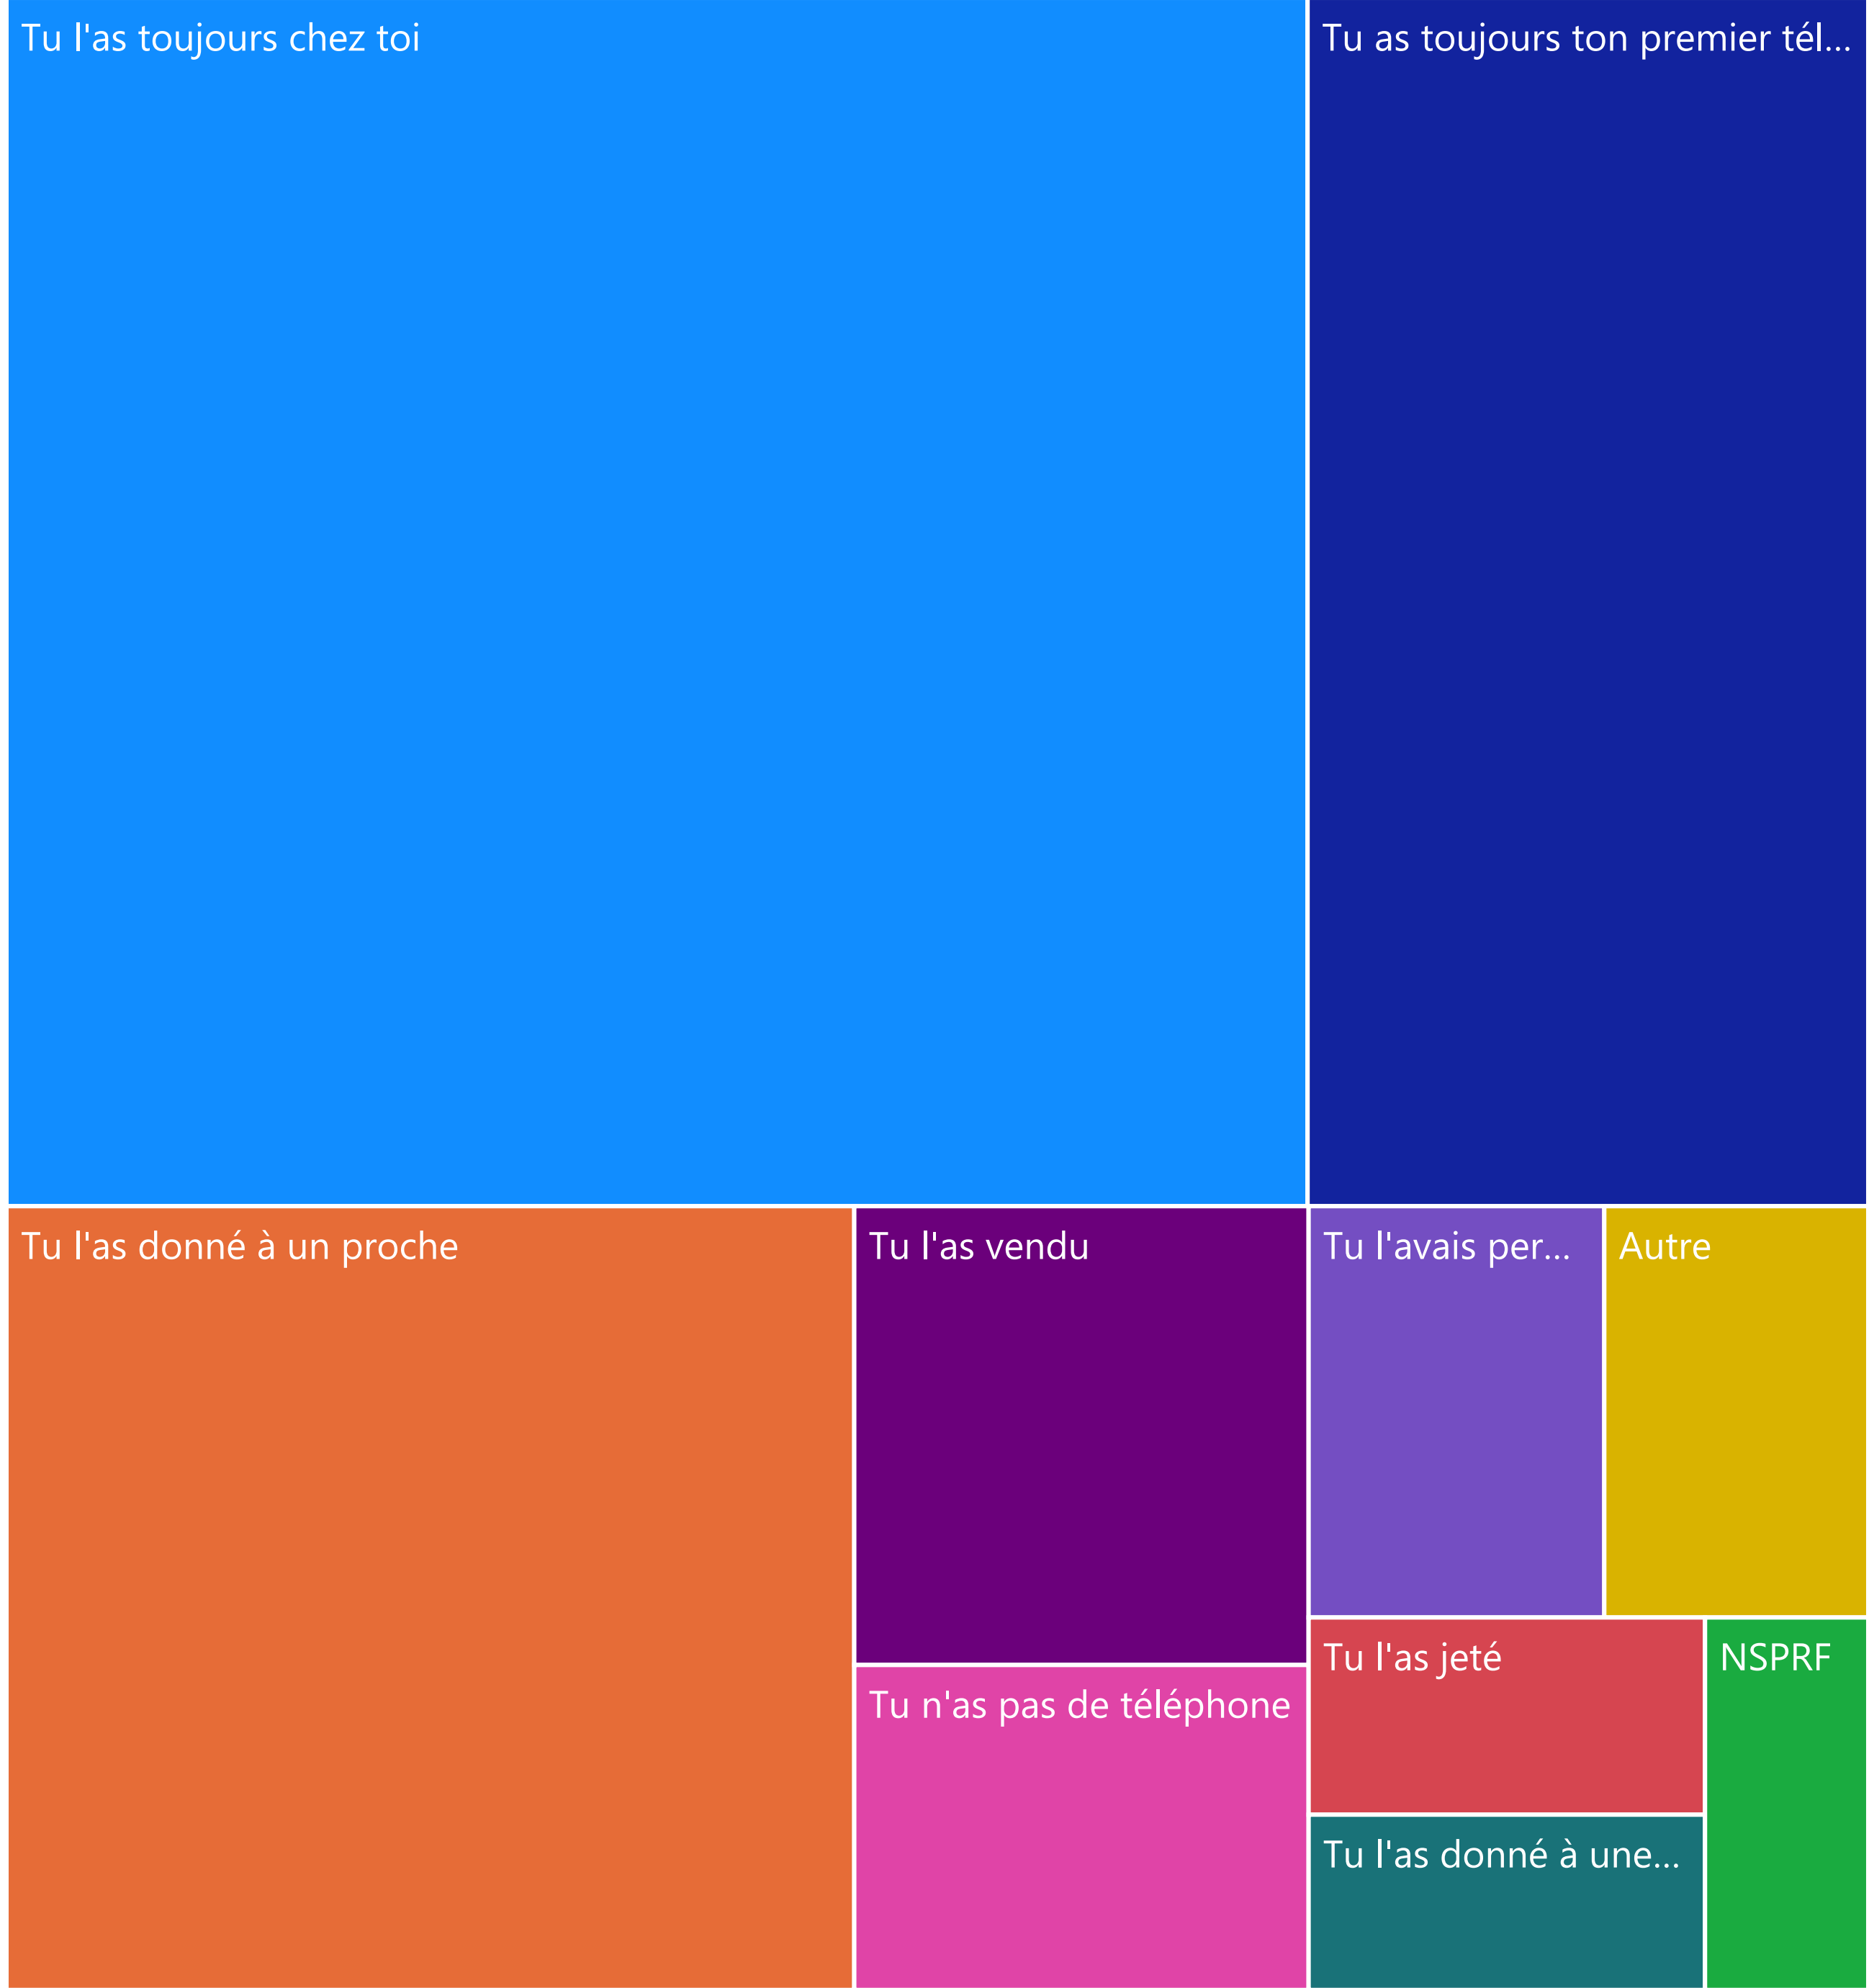 Tu l'as toujours chez toi
Tu as toujours ton premier tél...
Tu l'as donné à un proche
Tu l'as vendu
Tu l'avais per...
Autre
Tu l'as jeté
NSPRF
Tu n'as pas de téléphone
Tu l'as donné à une...